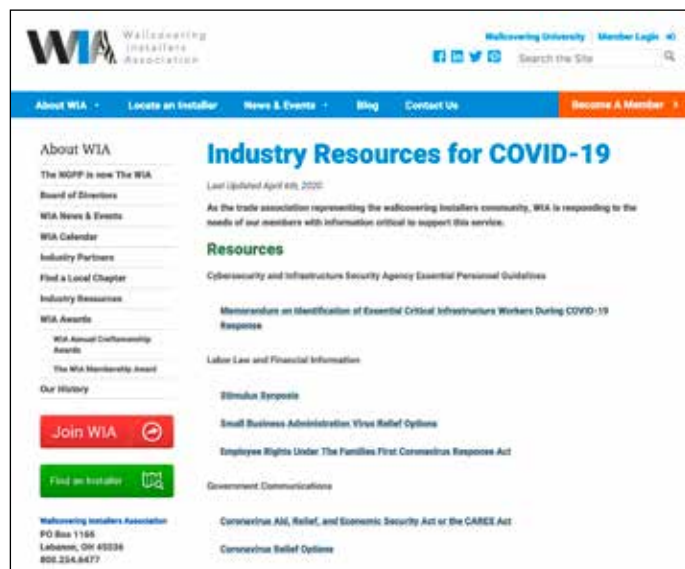 WIA Wallcovering
Installers
Association
Wallcovering University Member Login
Search the Site
About WIA Locate an Installer News & Events Blog Contact Us Become A Member
About WIA
The NGPP is now The WIA
Board of Directors
WIA News & Events
WIA Calendar
Industry Partners
Find a Local Chapter
Industry Resources
WIA Awards
WIA Annual Craftsmanship
Awards
The WIA Membership Award
Our History
Join WIA
Find an Installer
Wallcovering Installers Association
PO Box 1166
Lebanon, OH 45036
800.254.6477
Industry Resources for COVID-19
Last Updated April 6th, 2020
As the trade association representing the wallcovering installers community, WIA is responding to the
needs of our members with information critical to support this service.
Resources
Cybersecurity and Infrastructure Security Agency Essential Personnel Guidelines
Memorandum on Identification of Essential Critical Infrastructure Workers During COVID-19
Response
Labor Law and Financial Information
Stimulus Synopsis
Small Business Administration Virus Relief Options
Employee Rights Under The Families First Coronavirus Response Act
Government Communications
Coronavirus Aid, Relief, and Economic Security Act or the CARES Act
Coronavirus Relief Options